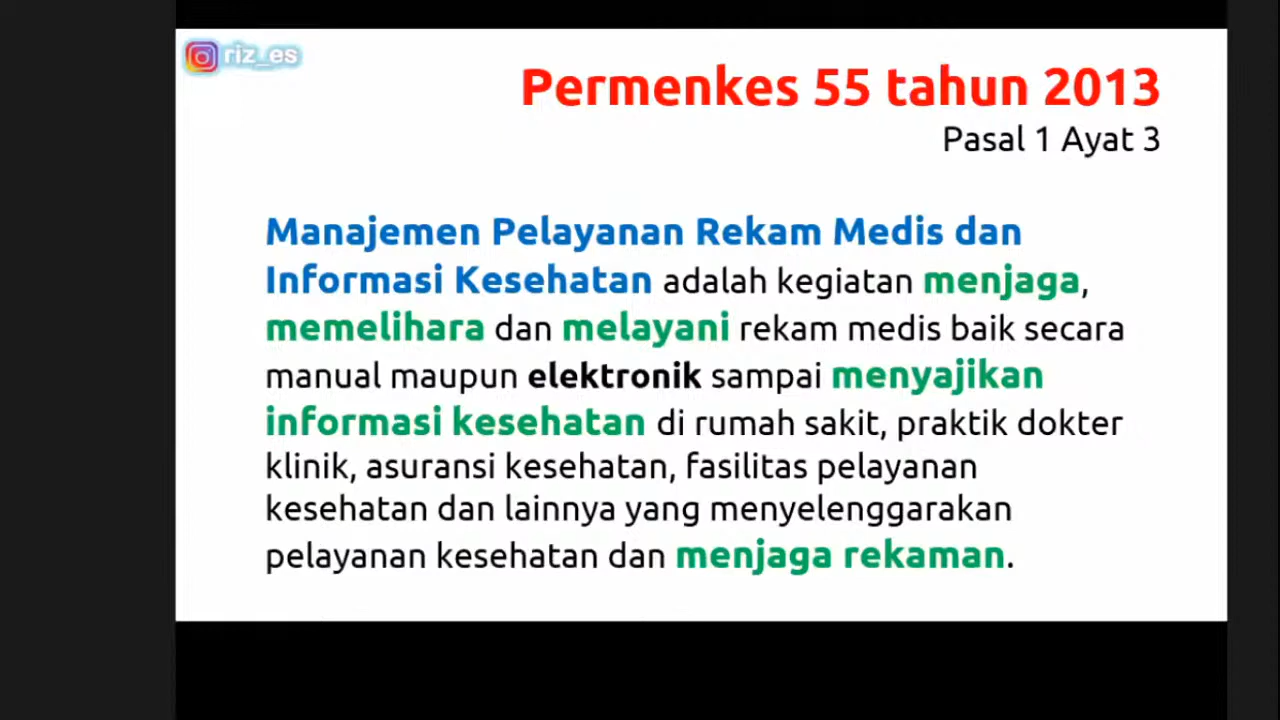 riz_es
Permenkes 55 tahun 2013
Pasal 1 Ayat 3
Manajemen Pelayanan Rekam Medis dan
Informasi Kesehatan adalah kegiatan menjaga,
memelihara dan melayani rekam medis baik secara
manual maupun elektronik sampai menyajikan
informasi kesehatan di rumah sakit, praktik dokter
klinik, asuransi kesehatan, fasilitas pelayanan
kesehatan dan lainnya yang menyelenggarakan
pelayanan kesehatan dan menjaga rekaman.